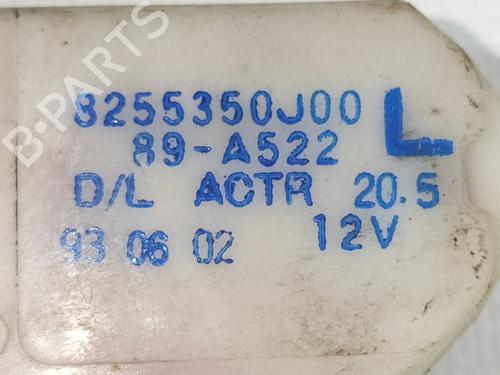 B-PARTS
8255350J00 L
89-A522
D/L ACTR 20.5
93 06 02 12V